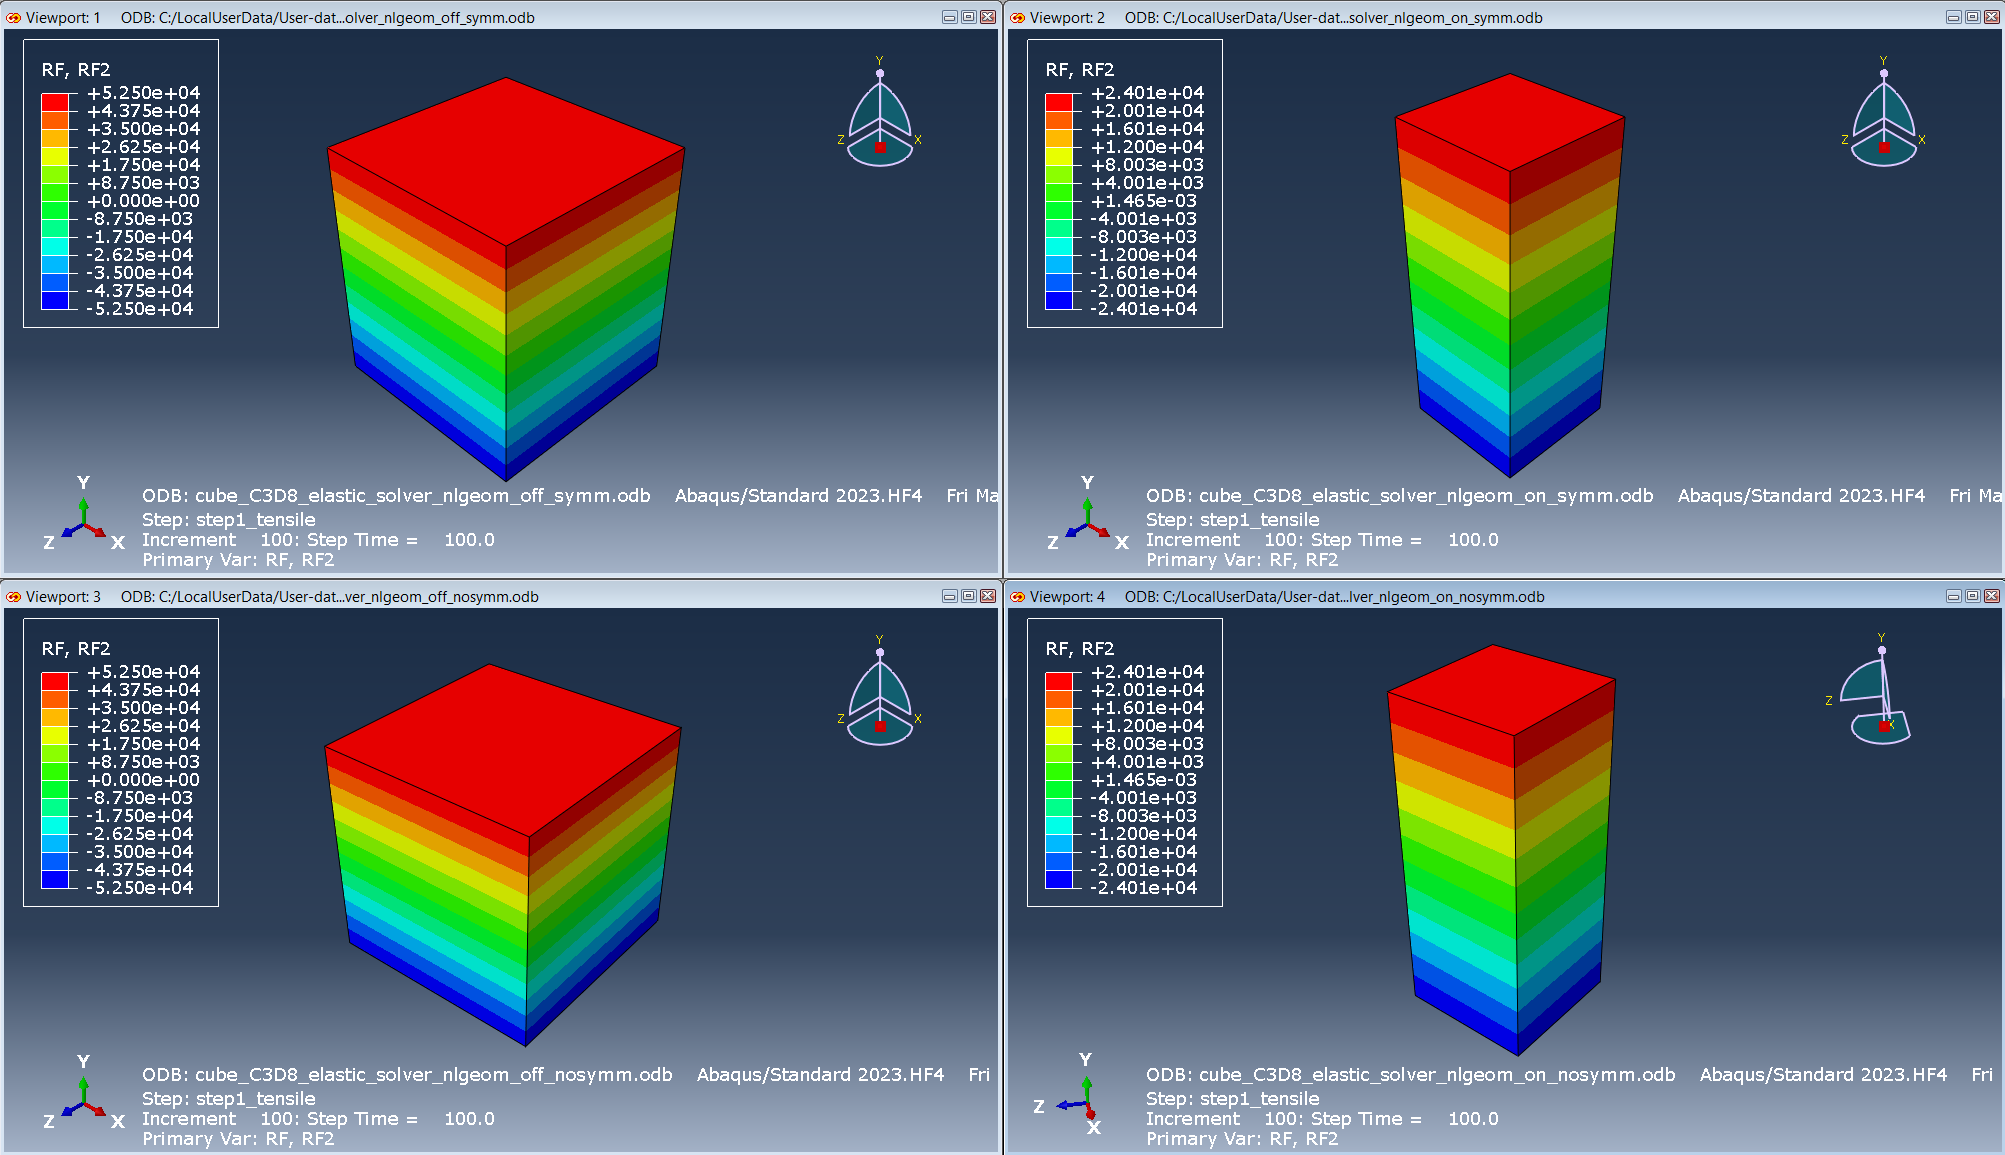 Viewport: 1 ODB: C:/LocalUserData/User-dat...olver_nlgeom_off_symm.odb
RF, RF2
+5.250e+04
+4.375e+04
+3.500e+04
+2.625e+04
+1.750e+04
+8.750e+03
+0.000e+00
-8.750e+03
-1.750e+04
-2.625e+04
-3.500e+04
-4.375e+04
-5.250e+04
Y
Z
X
Y
Z
X
ODB: cube_C3D8_elastic_solver_nlgeom_off_symm.odb Abaqus/Standard 2023.HF4 Fri Ma
Step: step1_tensile
Increment 100: Step Time = 100.0
Primary Var: RF, RF2
Viewport: 2 ODB: C:/LocalUserData/User-dat...solver_nlgeom_on_symm.odb
RF, RF2
+2.401e+04
+2.001e+04
+1.601e+04
+1.200e+04
+8.003e+03
+4.001e+03
+1.465e-03
-4.001e+03
-8.003e+03
-1.200e+04
-1.601e+04
-2.001e+04
-2.401e+04
Y
Z
X
Y
Z
X
ODB: cube_C3D8_elastic_solver_nlgeom_on_symm.odb Abaqus/Standard 2023.HF4 Fri Ma
Step: step1_tensile
Increment 100: Step Time = 100.0
Primary Var: RF, RF2
Viewport: 3 ODB: C:/LocalUserData/User-dat...ver_nlgeom_off_nosymm.odb
RF, RF2
+5.250e+04
+4.375e+04
+3.500e+04
+2.625e+04
+1.750e+04
+8.750e+03
+0.000e+00
-8.750e+03
-1.750e+04
-2.625e+04
-3.500e+04
-4.375e+04
-5.250e+04
Y
Z
X
Y
Z
X
ODB: cube_C3D8_elastic_solver_nlgeom_off_nosymm.odb Abaqus/Standard 2023.HF4 Fri
Step: step1_tensile
Increment 100: Step Time = 100.0
Primary Var: RF, RF2
Viewport: 4 ODB: C:/LocalUserData/User-dat...lver_nlgeom_on_nosymm.odb
RF, RF2
+2.401e+04
+2.001e+04
+1.601e+04
+1.200e+04
+8.003e+03
+4.001e+03
+1.465e-03
-4.001e+03
-8.003e+03
-1.200e+04
-1.601e+04
-2.001e+04
-2.401e+04
Y
Z
X
Y
Z
X
ODB: cube_C3D8_elastic_solver_nlgeom_on_nosymm.odb Abaqus/Standard 2023.HF4 Fri
Step: step1_tensile
Increment 100: Step Time = 100.0
Primary Var: RF, RF2